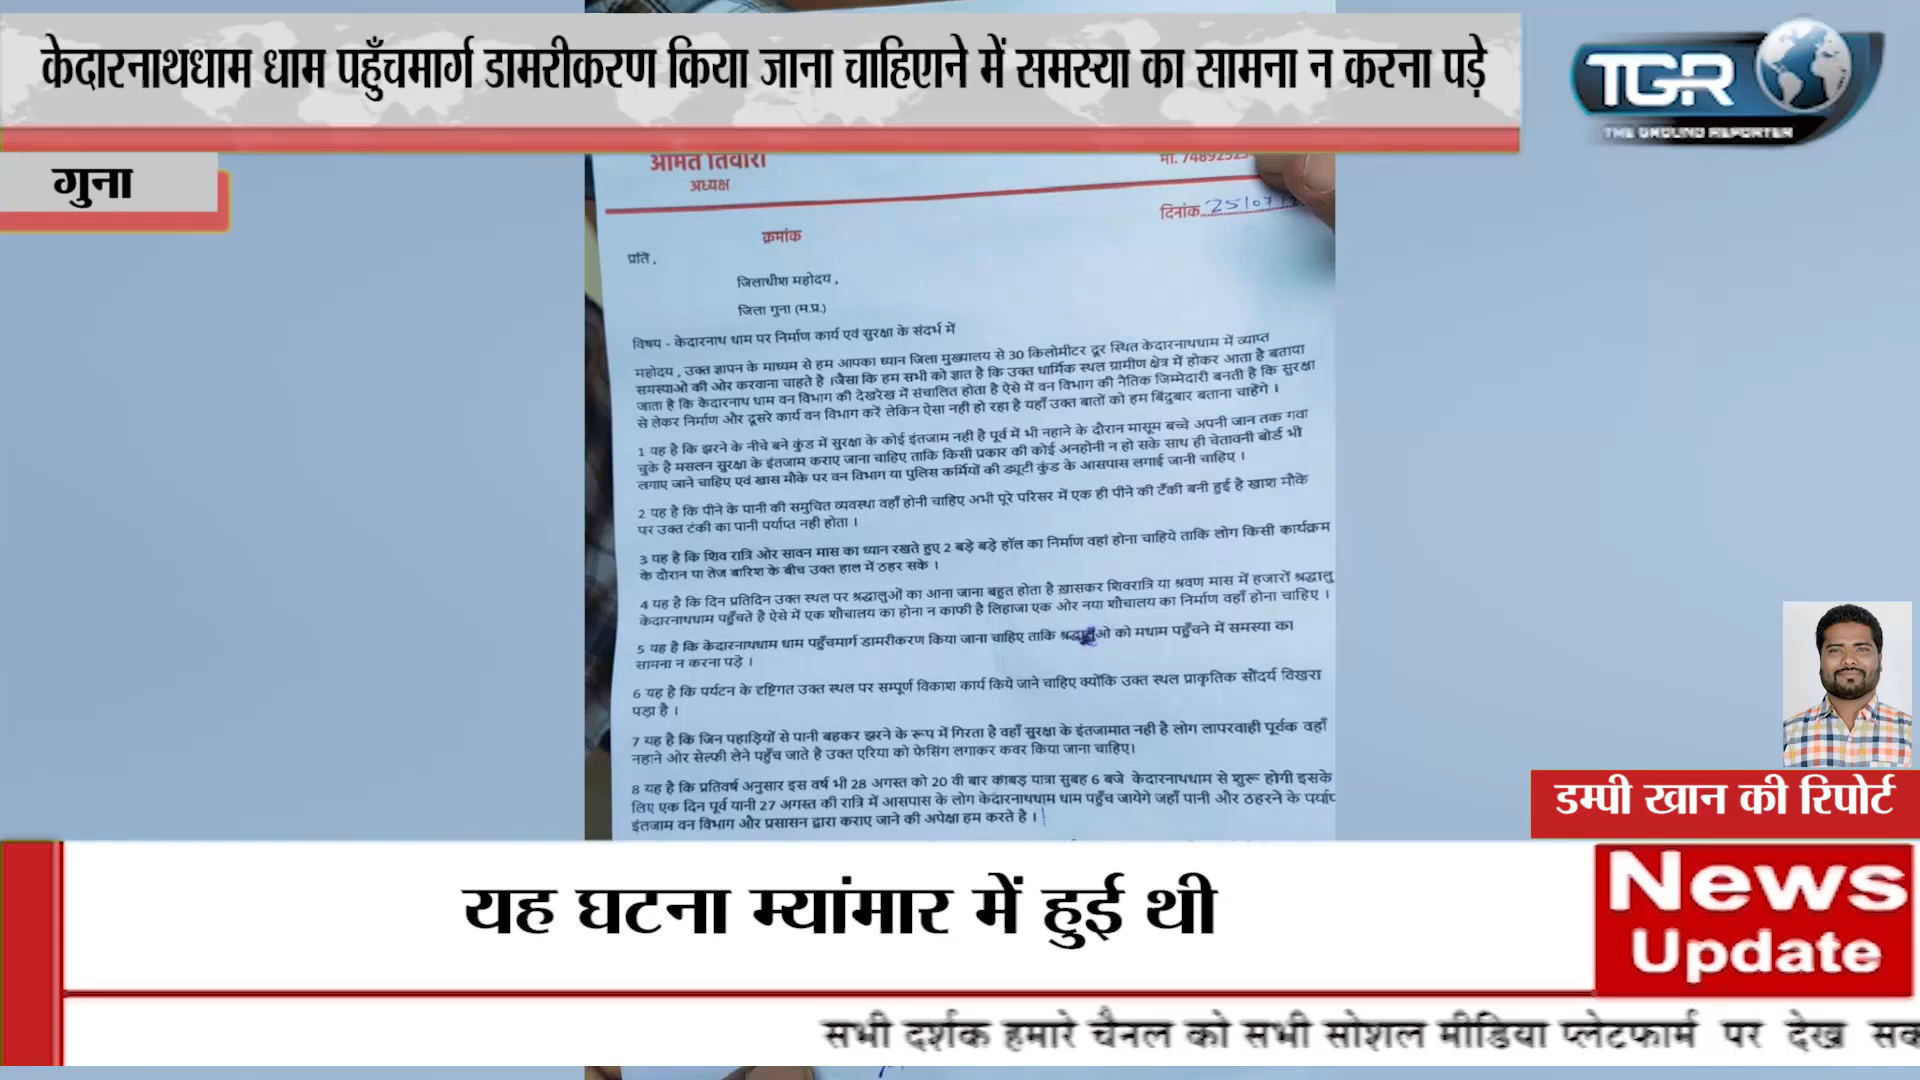 केदारनाथधाम धाम पहुँचमार्ग डामरीकरण किया जाना चाहिएाने में समस्या का सामना न करना पड़े
TGR
THE GROUND REPORTER
गुना
अमित तिवारी
अध्यक्ष
मो. 7489252
दिनांक 25/07/
क्रमांक
प्रति ,
जिलाधीश महोदय ,
जिला गुना (म.प्र.)
विषय - केदारनाथ धाम पर निर्माण कार्य एवं सुरक्षा के संदर्भ में
महोदय , उक्त ज्ञापन के माध्यम से हम आपका ध्यान जिला मुख्यालय से 30 किलोमीटर दूर स्थित केदारनाथधाम में व्याप्त
समस्याओ की ओर करवाना चाहते है ।जैसा कि हम सभी को ज्ञात है कि उक्त धार्मिक स्थल ग्रामीण क्षेत्र में होकर आता है बताया
जाता है कि केदारनाथ धाम वन विभाग की देखरेख में संचालित होता है ऐसे में वन विभाग की नैतिक जिम्मेदारी बनती है कि सुरक्षा
से लेकर निर्माण और दूसरे कार्य वन विभाग करें लेकिन ऐसा नही हो रहा है यहाँ उक्त बातों को हम बिंदुबार बताना चाहेंगे ।
1 यह है कि झरने के नीचे बने कुंड में सुरक्षा के कोई इंतजाम नही है पूर्व में भी नहाने के दौरान मासूम बच्चे अपनी जान तक गवा
चुके है मसलन सुरक्षा के इंतजाम कराए जाना चाहिए ताकि किसी प्रकार की कोई अनहोनी न हो सके साथ ही चेतावनी बोर्ड भी
लगाए जाने चाहिए एवं खास मौके पर वन विभाग या पुलिस कर्मियों की ड्यूटी कुंड के आसपास लगाई जानी चाहिए ।
2 यह है कि पीने के पानी की समुचित व्यवस्था वहाँ होनी चाहिए अभी पूरे परिसर में एक ही पीने की टँकी बनी हुई है खाश मौके
पर उक्त टंकी का पानी पर्याप्त नही होता ।
3 यह है कि शिव रात्रि ओर सावन मास का ध्यान रखते हुए 2 बड़े बड़े हॉल का निर्माण वहां होना चाहिये ताकि लोग किसी कार्यक्रम
के दौरान या तेज बारिश के बीच उक्त हाल में ठहर सके ।
4 यह है कि दिन प्रतिदिन उक्त स्थल पर श्रद्धालुओं का आना जाना बहुत होता है ख़ासकर शिवरात्रि या श्रवण मास में हजारों श्रद्धालु
केदारनाथधाम पहुँचते है ऐसे में एक शौचालय का होना न काफी है लिहाजा एक ओर नया शौचालय का निर्माण वहाँ होना चाहिए ।
5 यह है कि केदारनाथधाम धाम पहुँचमार्ग डामरीकरण किया जाना चाहिए ताकि श्रद्धालुओ को मधाम पहुँचने में समस्या का
सामना न करना पड़े ।
6 यह है कि पर्यटन के दृष्टिगत उक्त स्थल पर सम्पूर्ण विकाश कार्य किये जाने चाहिए क्योंकि उक्त स्थल प्राकृतिक सौंदर्य विखरा
पड़ा है ।
7 यह है कि जिन पहाड़ियों से पानी बहकर झरने के रूप में गिरता है वहाँ सुरक्षा के इंतजामात नही है लोग लापरवाही पूर्वक वहाँ
नहाने ओर सेल्फी लेने पहुँच जाते है उक्त एरिया को फेसिंग लगाकर कवर किया जाना चाहिए।
8 यह है कि प्रतिवर्ष अनुसार इस वर्ष भी 28 अगस्त को 20 वी बार कांबड़ यात्रा सुबह 6 बजे केदारनाथधाम से शुरू होगी इसके
लिए एक दिन पूर्व यानी 27 अगस्त की रात्रि में आसपास के लोग केदारनाथधाम धाम पहुँच जायेगे जहाँ पानी और ठहरने के पर्याप
इंतजाम वन विभाग और प्रसासन द्वारा कराए जाने की अपेक्षा हम करते है ।
डम्पी खान की रिपोर्ट
यह घटना म्यांमार में हुई थी
News
Update
सभी दर्शक हमारे चैनल को सभी सोशल मीडिया प्लेटफार्म पर देख सक